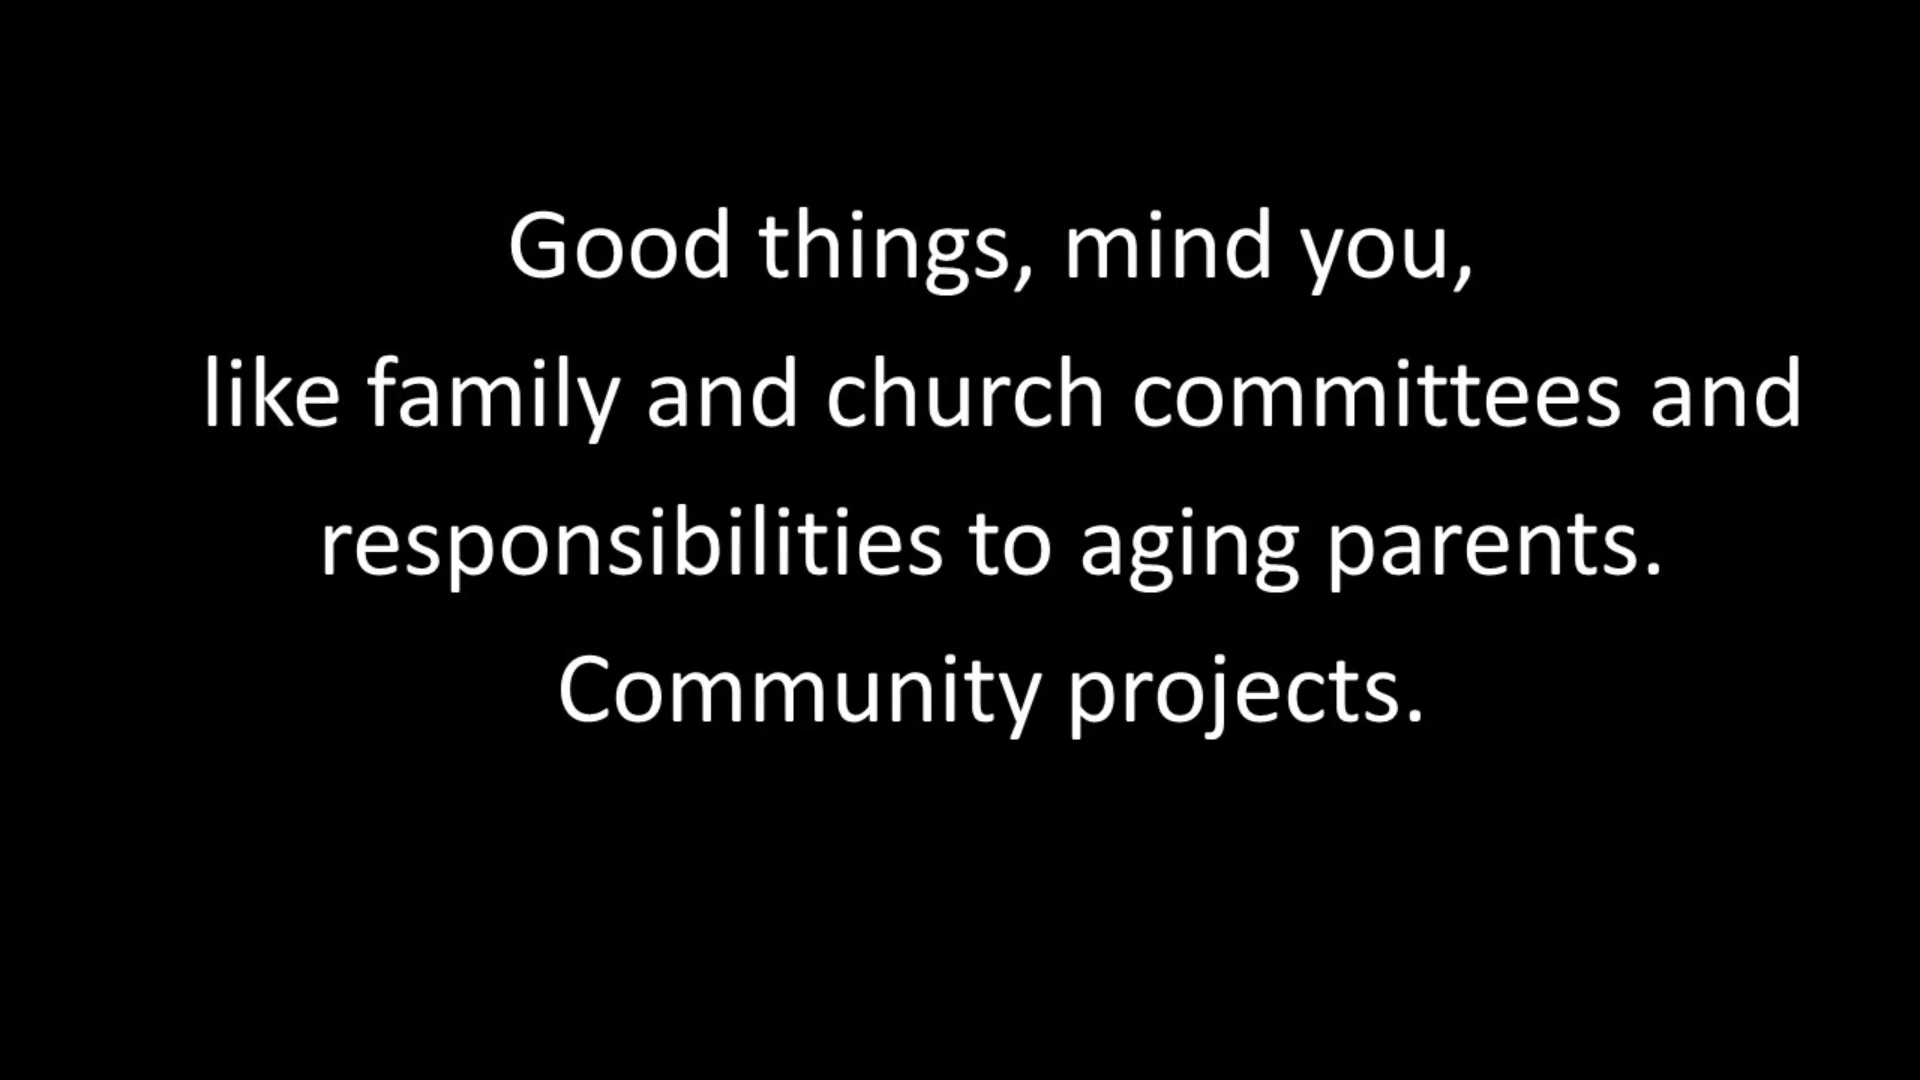 Good things, mind you,
like family and church committees and
responsibilities to aging parents.
Community projects.